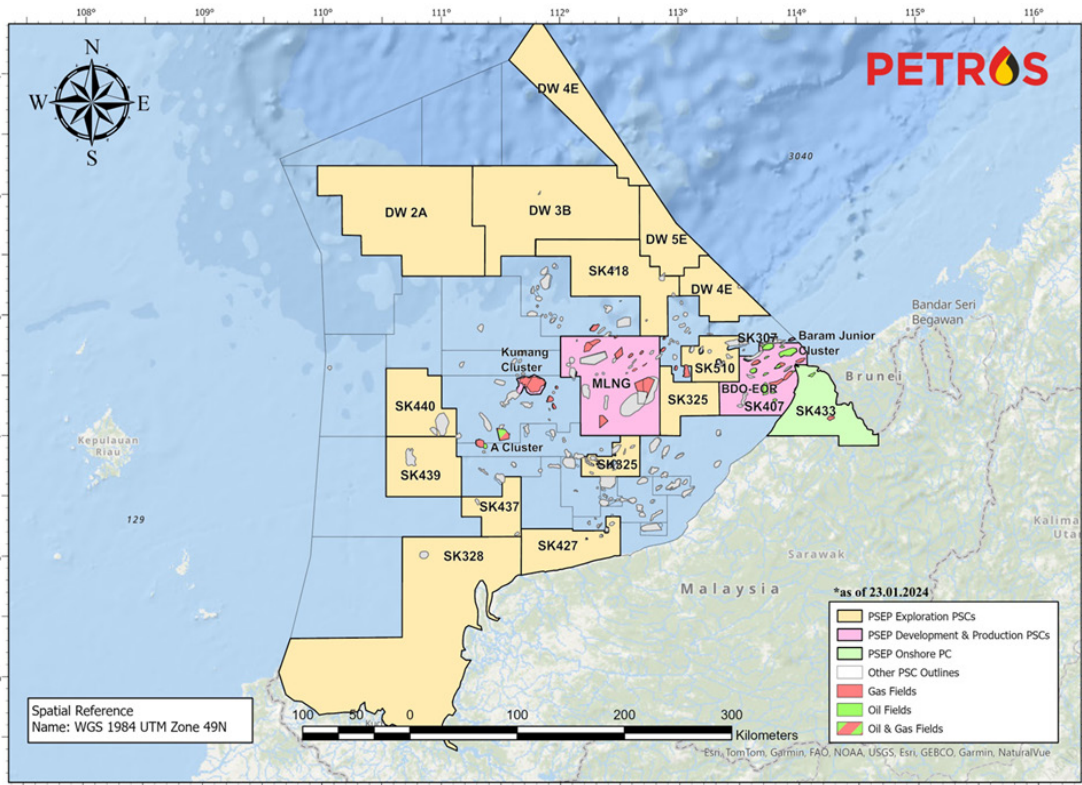 108° 109° 110° 111° 112° 113° 114° 115° 116°
N
W E
S
PETROS
DW 4E
3040
DW 2A
DW 3B
DW 5E
SK418
DW 4E
Bandar Seri
Begawan
SK307
Baram Junior
Cluster
Kumang
Cluster
SK510
Brunei
MLNG
BDO-EOR
SK440
SK325
SK407
SK433
Kepulauan
Riau
A Cluster
SK439
SK325
SK437
129
SK427
SK328
Sarawak
Malaysia
*as of 23.01.2024
PSEP Exploration PSCs
PSEP Development & Production PSCs
PSEP Onshore PC
Other PSC Outlines
Gas Fields
Oil Fields
Oil & Gas Fields
Spatial Reference
Name: WGS 1984 UTM Zone 49N
100 50 0 100 200 300
Kilometers
Esri, TomTom, Garmin, FAO, NOAA, USGS, Esri, GEBCO, Garmin, NaturalVue